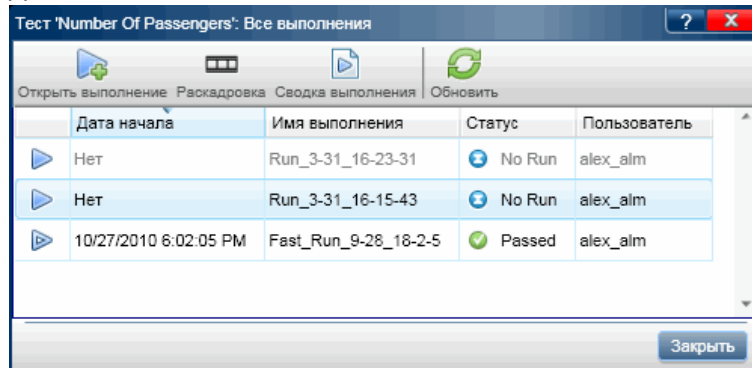 Тест 'Number Of Passengers': Все выполнения
?
X
Открыть выполнение Раскадровка Сводка выполнения Обновить
Дата начала Имя выполнения Статус Пользователь
Нет Run_3-31_16-23-31 No Run alex_alm
Нет Run_3-31_16-15-43 No Run alex_alm
10/27/2010 6:02:05 PM Fast_Run_9-28_18-2-5 Passed alex_alm
Закрыть